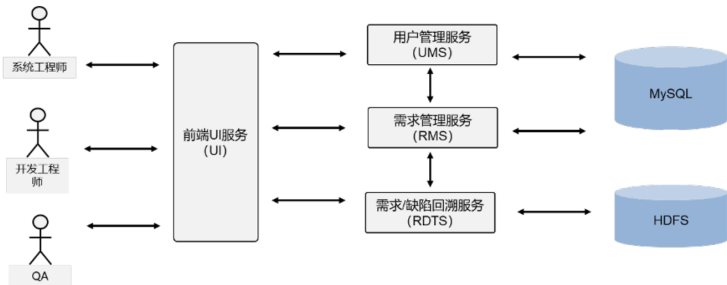 系统工程师
开发工程
师
QA
前端UI服务
(UI)
用户管理服务
(UMS)
需求管理服务
(RMS)
需求/缺陷回溯服务
(RDTS)
MySQL
HDFS